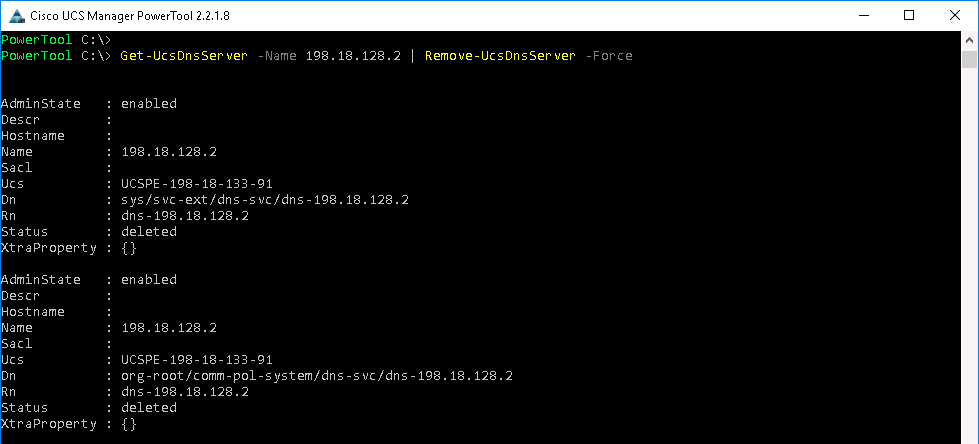 Cisco UCS Manager PowerTool 2.2.1.8
PowerTool C:\>
PowerTool C:\> Get-UcsDnsServer -Name 198.18.128.2 | Remove-UcsDnsServer -Force
AdminState   : enabled
Descr        :
Hostname     :
Name         : 198.18.128.2
Sacl         :
Ucs          : UCSPE-198-18-133-91
Dn           : sys/svc-ext/dns-svc/dns-198.18.128.2
Rn           : dns-198.18.128.2
Status       : deleted
XtraProperty : {}
AdminState   : enabled
Descr        :
Hostname     :
Name         : 198.18.128.2
Sacl         :
Ucs          : UCSPE-198-18-133-91
Dn           : org-root/comm-pol-system/dns-svc/dns-198.18.128.2
Rn           : dns-198.18.128.2
Status       : deleted
XtraProperty : {}